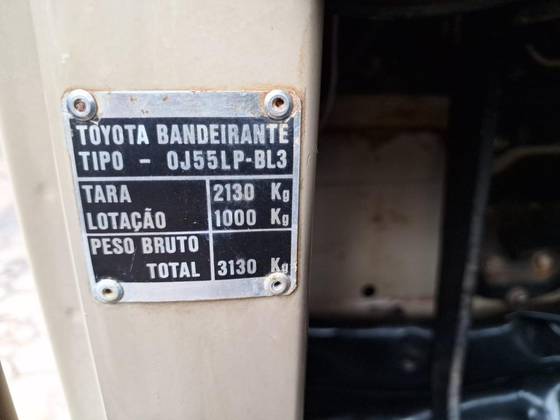 TOYOTA BANDEIRANTE
TIPO - OJ55LP-BL3
TARA 2130 Kg
LOTAÇÃO 1000 Kg
PESO BRUTO
TOTAL 3130 Kg